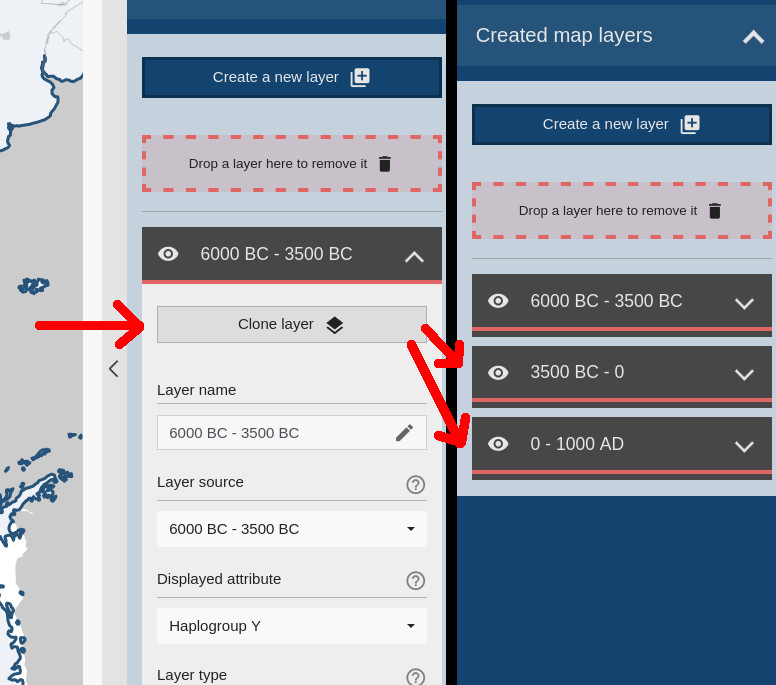 Create a new layer
Drop a layer here to remove it
6000 BC - 3500 BC
Clone layer
Layer name
6000 BC - 3500 BC
Layer source
6000 BC - 3500 BC
Displayed attribute
Haplogroup Y
Layer type
Created map layers
Create a new layer
Drop a layer here to remove it
6000 BC - 3500 BC
3500 BC - 0
0 - 1000 AD